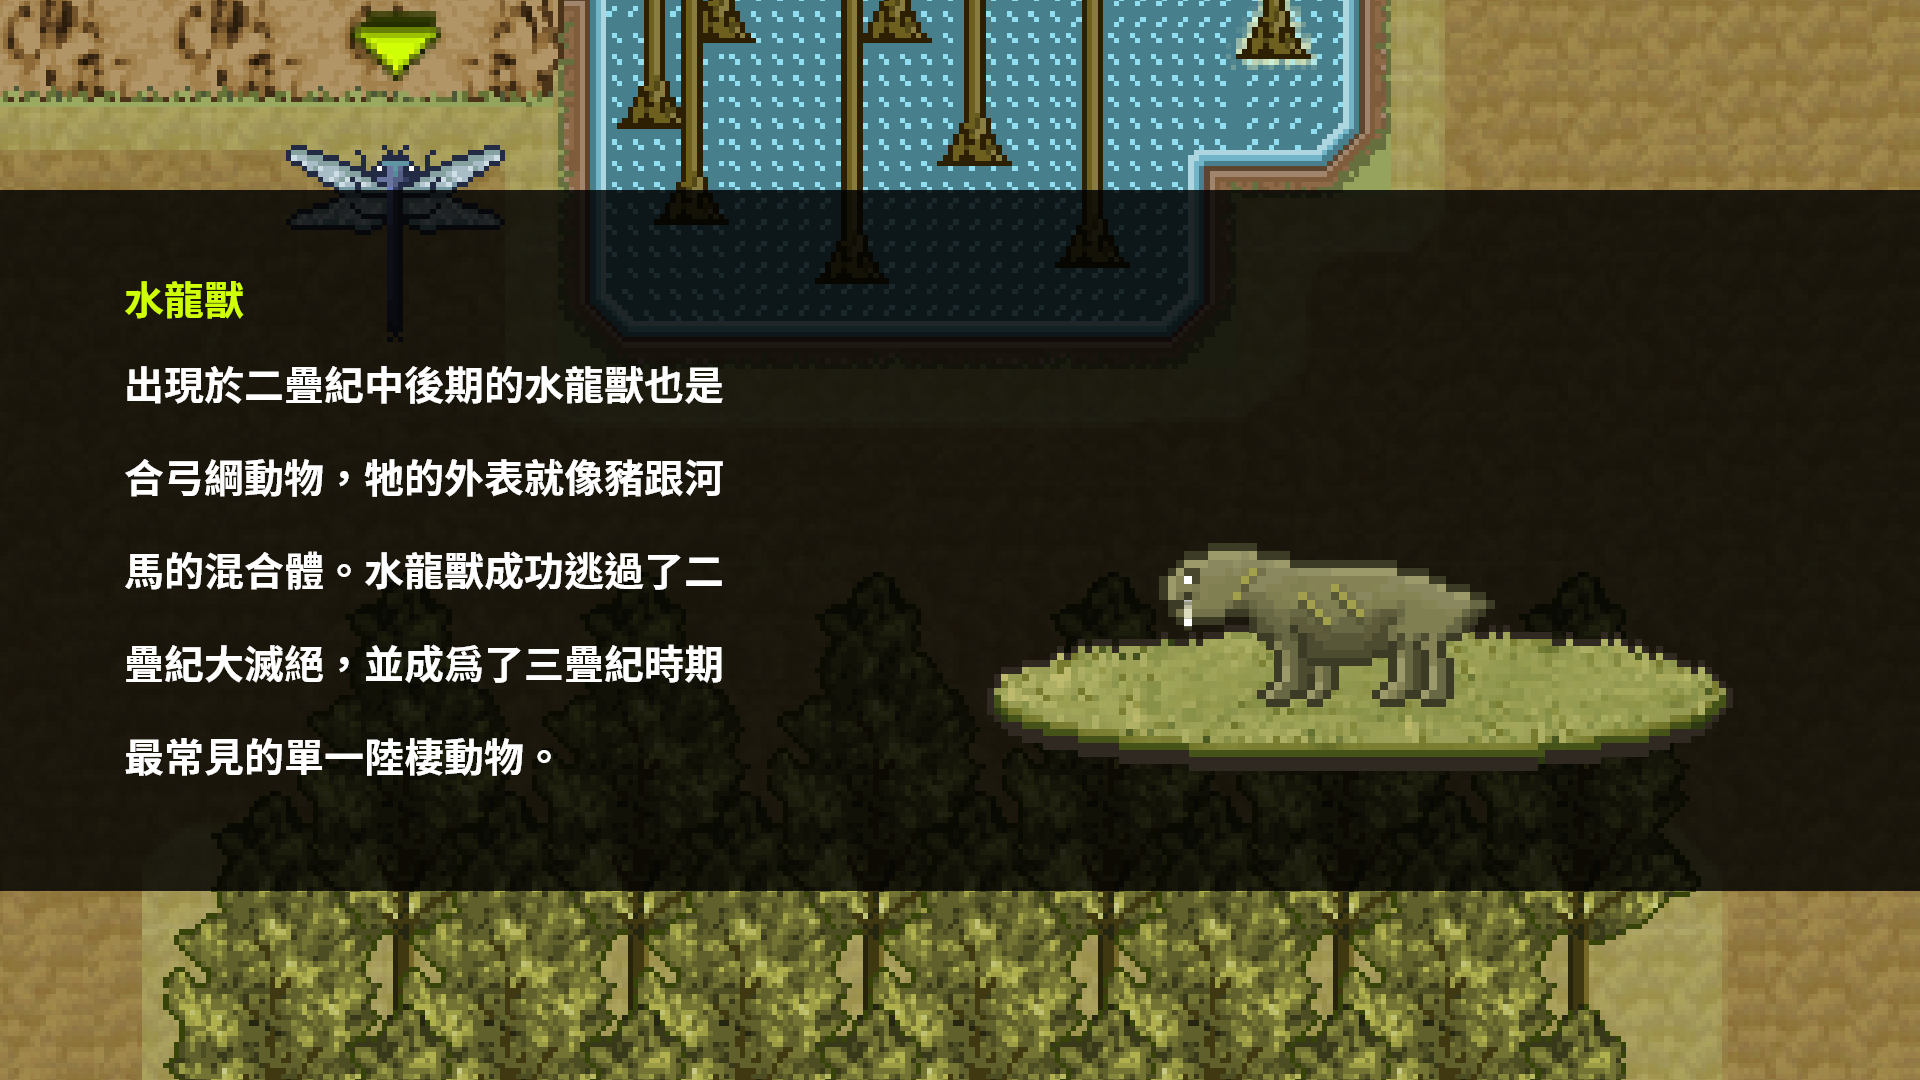 水龍獸
出現於二疊紀中後期的水龍獸也是
合弓綱動物，牠的外表就像豬跟河
馬的混合體。水龍獸成功逃過了二
疊紀大滅絕，並成爲了三疊紀時期
最常見的單一陸棲動物。